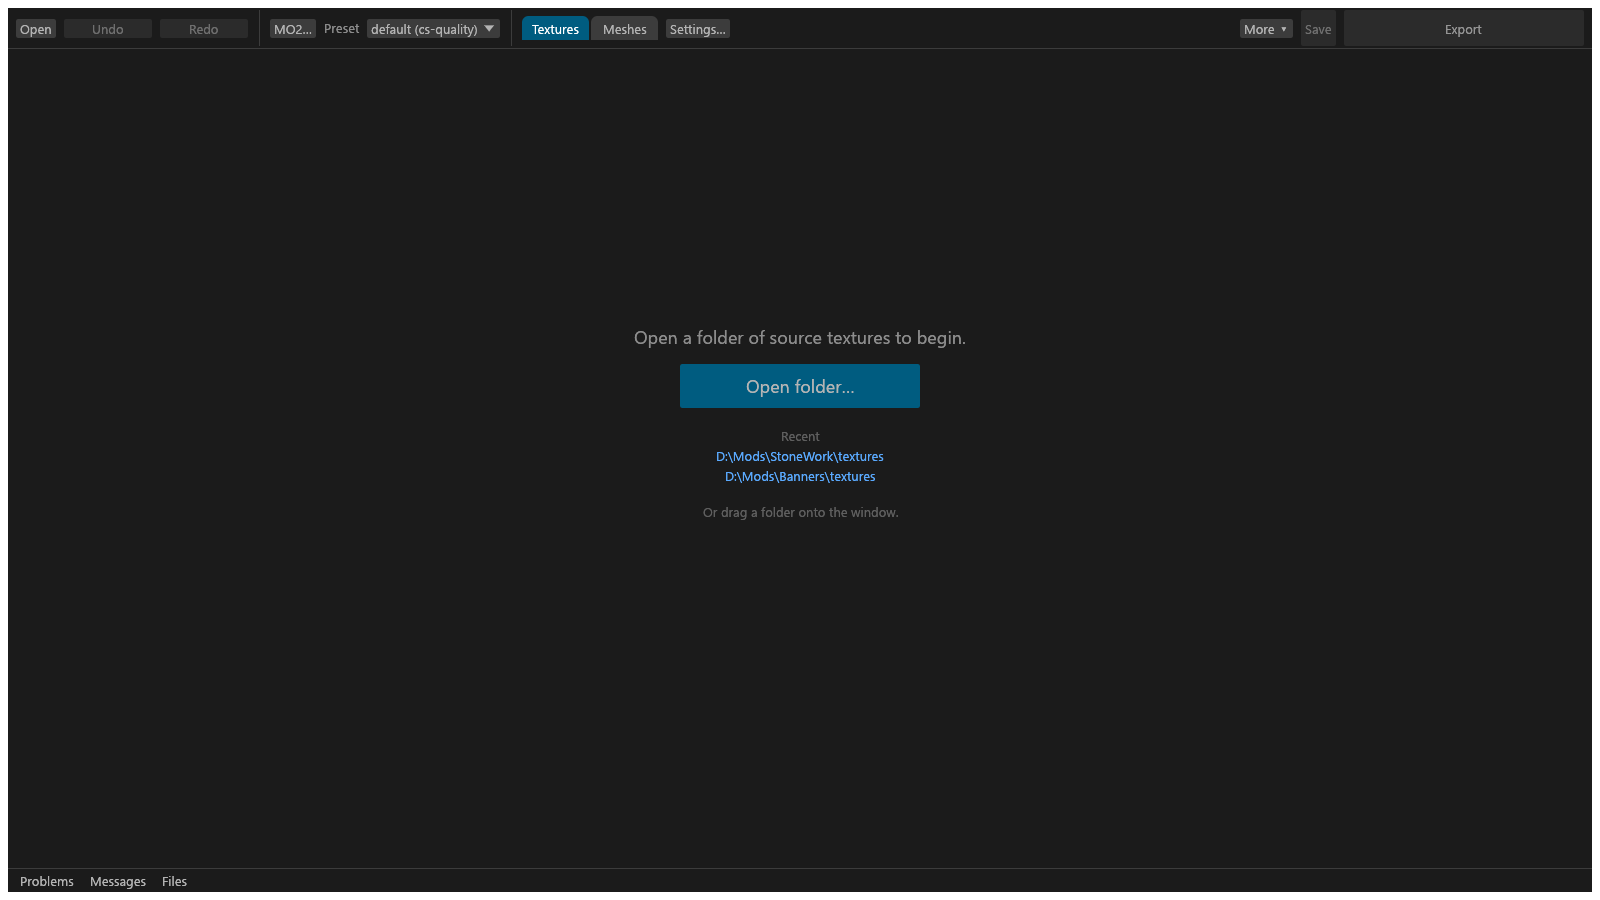 Open Undo Redo MO2... Preset default (cs-quality) Textures Meshes Settings... More Save Export
Open a folder of source textures to begin.
Open folder...
Recent
D:\Mods\StoneWork\textures
D:\Mods\Banners\textures
Or drag a folder onto the window.
Problems Messages Files